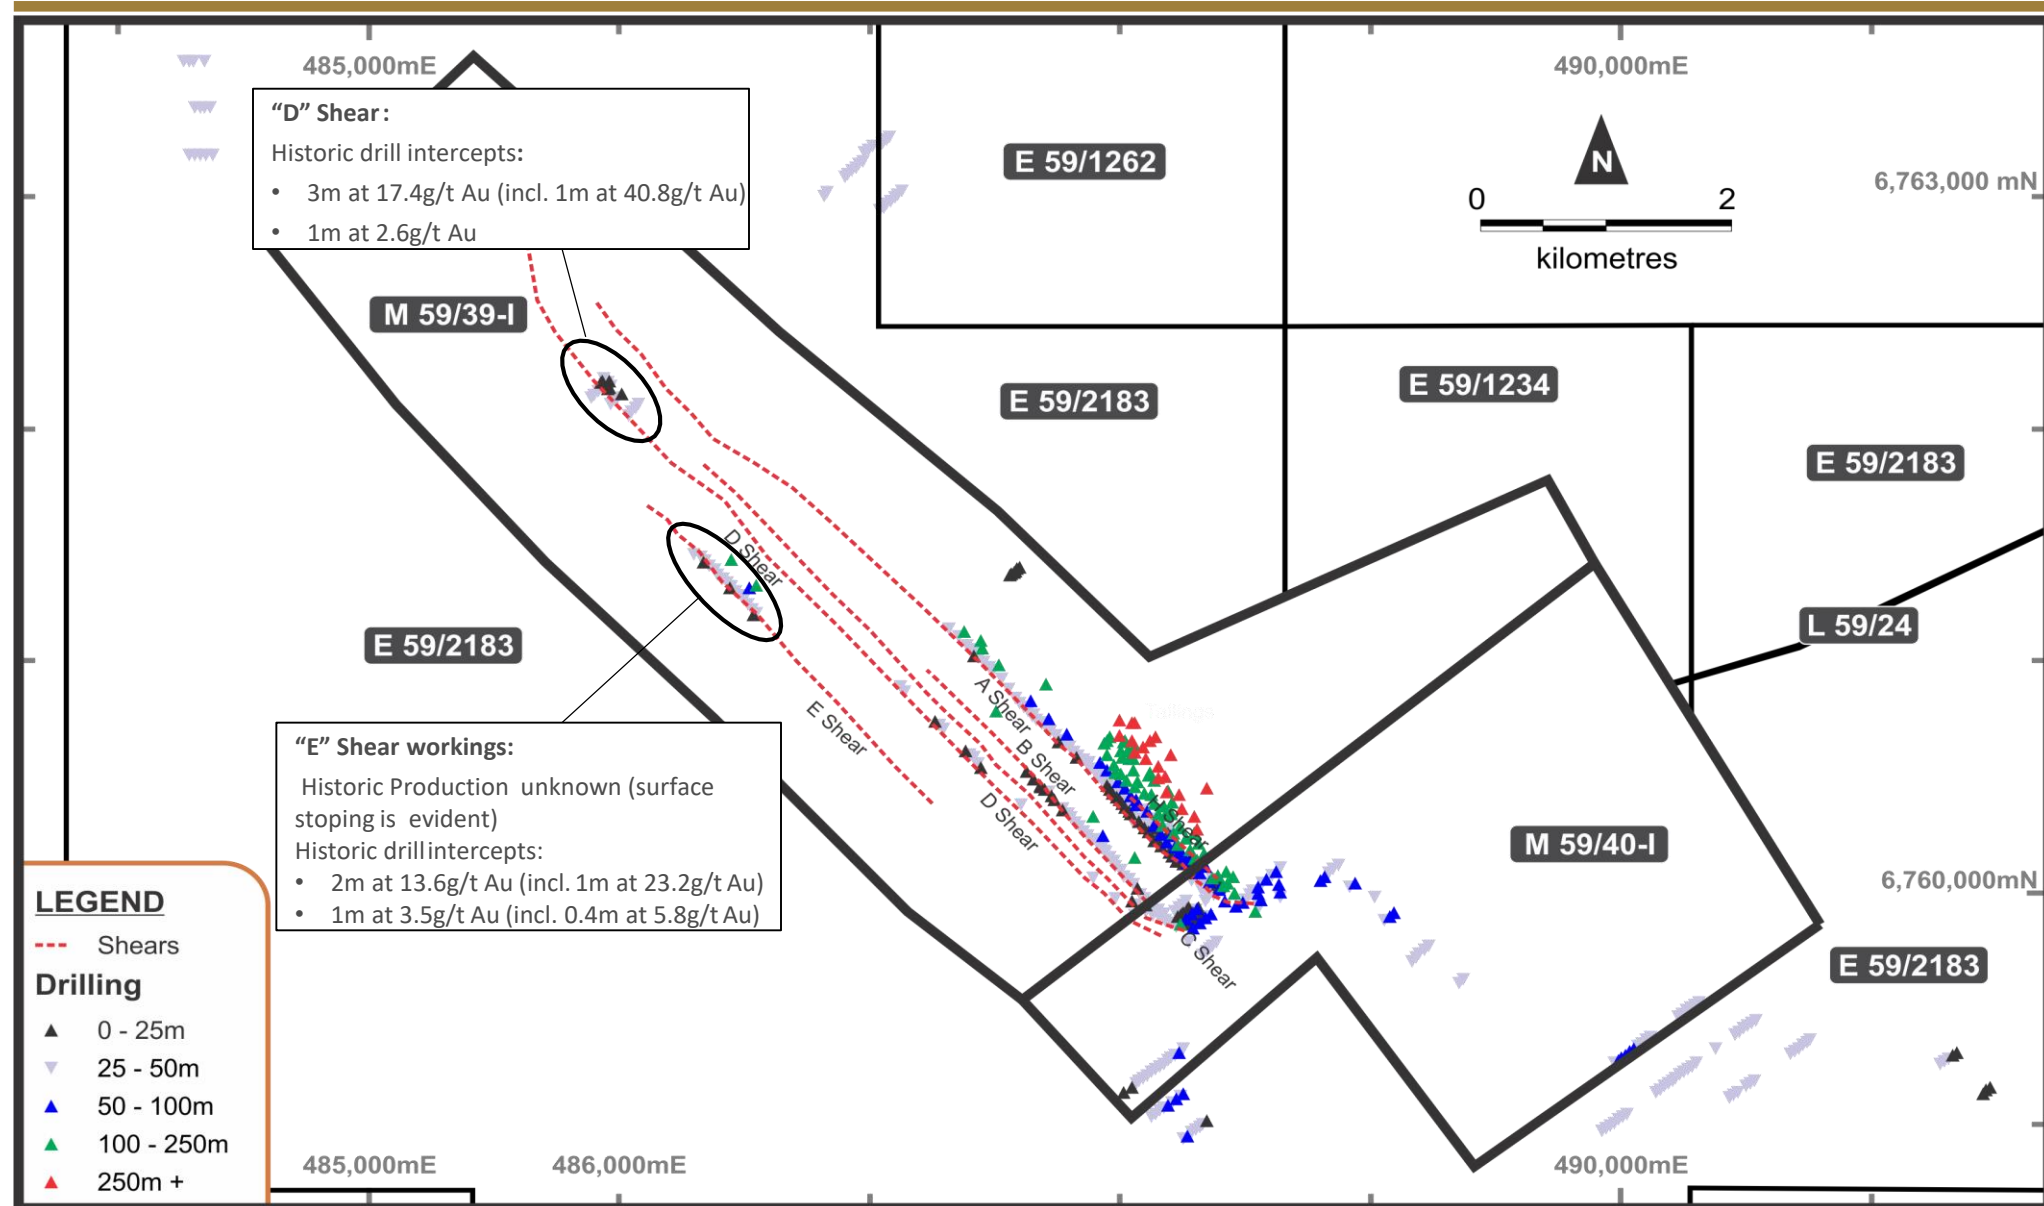 485,000mE
490,000mE
“D” Shear:
Historic drill intercepts:
• 3m at 17.4g/t Au (incl. 1m at 40.8g/t Au)
• 1m at 2.6g/t Au
E 59/1262
N
6,763,000 mN
0 2
kilometres
M 59/39-I
E 59/2183
E 59/1234
E 59/2183
D Shear
E 59/2183
L 59/24
A Shear
E Shear
Tailings
B Shear
“E” Shear workings:
Historic Production unknown (surface
stoping is evident)
Historic drill intercepts:
• 2m at 13.6g/t Au (incl. 1m at 23.2g/t Au)
• 1m at 3.5g/t Au (incl. 0.4m at 5.8g/t Au)
D Shear
H Shear
M 59/40-I
6,760,000mN
C Shear
E 59/2183
LEGEND
Shears
Drilling
0 - 25m
25 - 50m
50 - 100m
100 - 250m
250m +
485,000mE
486,000mE
490,000mE